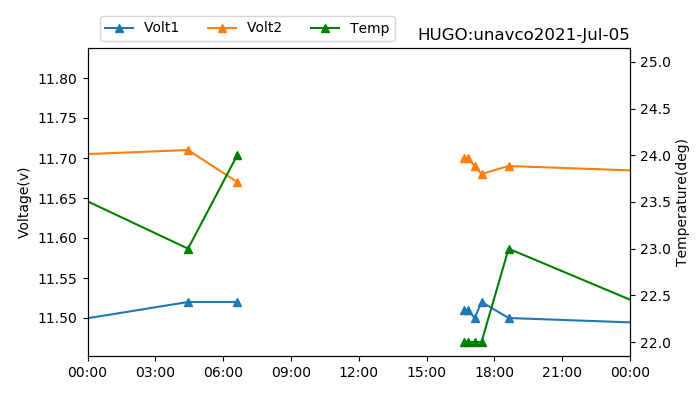 Volt1 Volt2 Temp
HUGO:unavco2021-Jul-05
11.80
11.75
11.70
11.65
11.60
11.55
11.50
Voltage(v)
25.0
24.5
24.0
23.5
23.0
22.5
22.0
Temperature(deg)
00:00 03:00 06:00 09:00 12:00 15:00 18:00 21:00 00:00